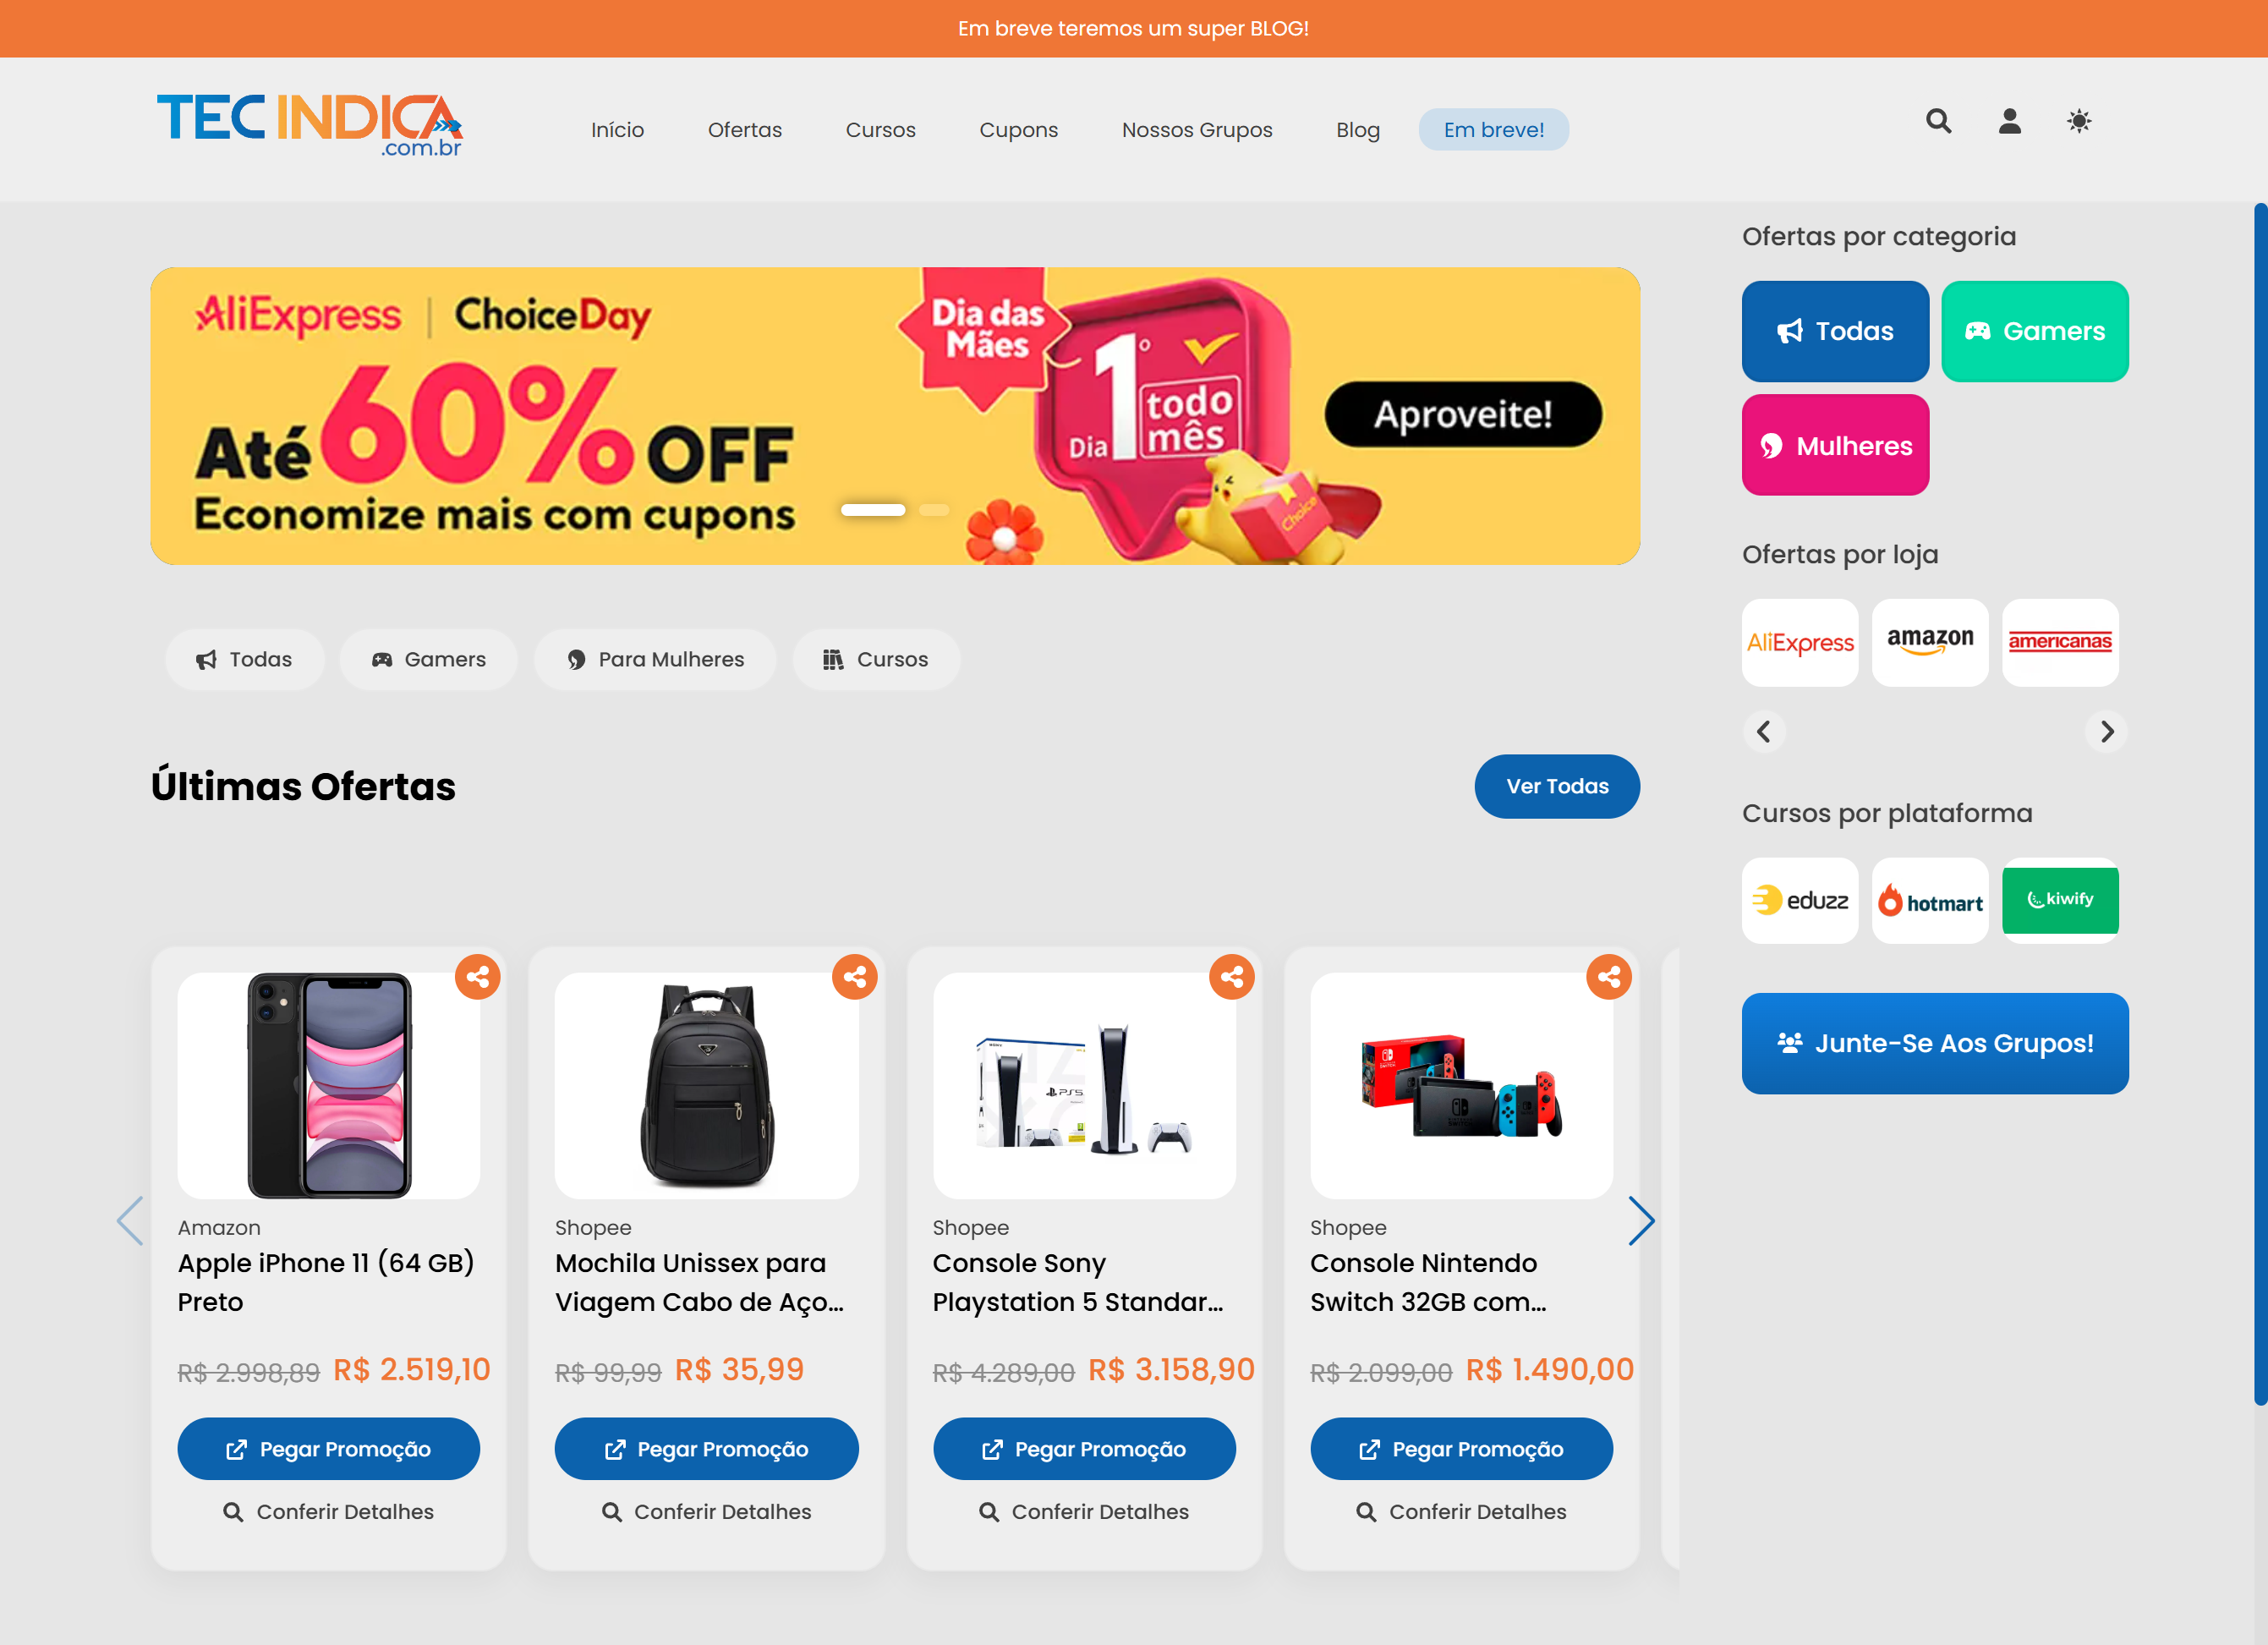 Em breve teremos um super BLOG!
TEC INDICA
.com.br
Início
Ofertas
Cursos
Cupons
Nossos Grupos
Blog
Em breve!
AliExpress | ChoiceDay
Até 60% OFF
Economize mais com cupons
Dia das
Mães
Dia 1º todo
mês
Choice
Aproveite!
Todas
Gamers
Para Mulheres
Cursos
Últimas Ofertas
Ver Todas
Amazon
Apple iPhone 11 (64 GB)
Preto
R$ 2.998,89 R$ 2.519,10
Pegar Promoção
Conferir Detalhes
Shopee
Mochila Unissex para
Viagem Cabo de Aço...
R$ 99,99 R$ 35,99
Pegar Promoção
Conferir Detalhes
PS5
Shopee
Console Sony
Playstation 5 Standar...
R$ 4.289,00 R$ 3.158,90
Pegar Promoção
Conferir Detalhes
Shopee
Console Nintendo
Switch 32GB com...
R$ 2.099,00 R$ 1.490,00
Pegar Promoção
Conferir Detalhes
Ofertas por categoria
Todas
Gamers
Mulheres
Ofertas por loja
AliExpress
amazon
americanas
Cursos por plataforma
eduzz
hotmart
kiwify
Junte-Se Aos Grupos!